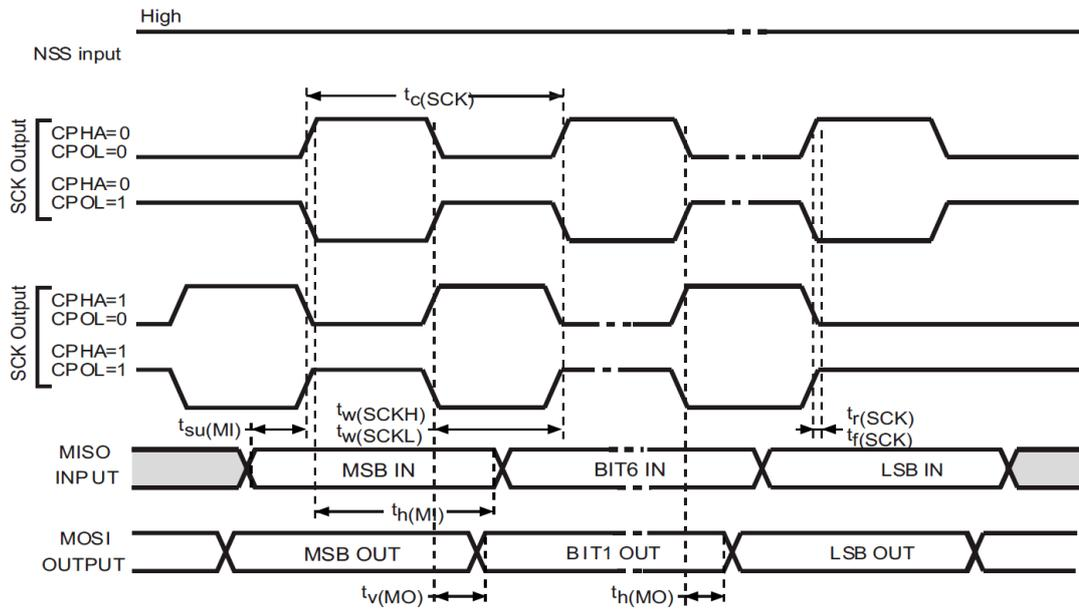 High
NSS input
tc(SCK)
SCK Output
CPHA=0
CPOL=0
CPHA=0
CPOL=1
SCK Output
CPHA=1
CPOL=0
CPHA=1
CPOL=1
tsu(MI)
tw(SCKH)
tw(SCKL)
tr(SCK)
tf(SCK)
MISO
INPUT
MSB IN
BIT6 IN
LSB IN
th(MI)
MOSI
OUTPUT
MSB OUT
BIT1 OUT
LSB OUT
tv(MO)
th(MO)